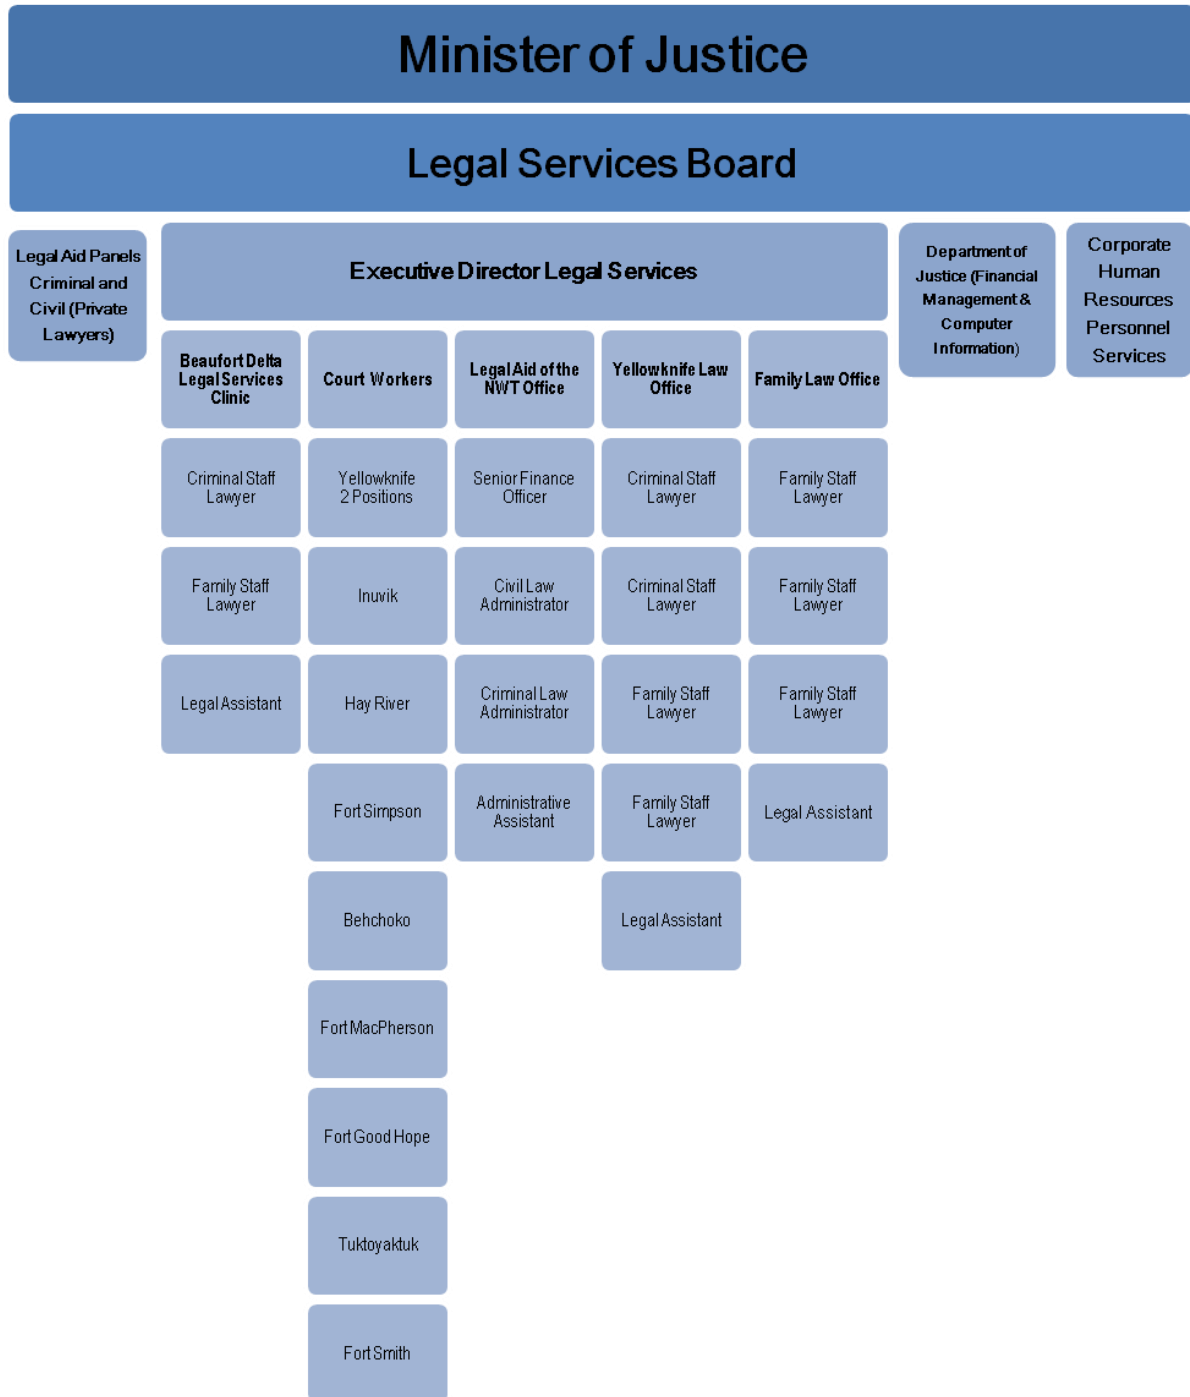 Minister of Justice
Legal Services Board
Legal Aid Panels
Criminal and
Civil (Private
Lawyers)
Executive Director Legal Services
Department of
Justice (Financial
Management &
Computer
Information)
Corporate
Human
Resources
Personnel
Services
Beaufort Delta
Legal Services
Clinic
Court Workers
Legal Aid of the
NWT Office
Yellowknife Law
Office
Family Law Office
Criminal Staff
Lawyer
Yellowknife
2 Positions
Senior Finance
Officer
Criminal Staff
Lawyer
Family Staff
Lawyer
Family Staff
Lawyer
Inuvik
Civil Law
Administrator
Criminal Staff
Lawyer
Family Staff
Lawyer
Legal Assistant
Hay River
Criminal Law
Administrator
Family Staff
Lawyer
Family Staff
Lawyer
Fort Simpson
Administrative
Assistant
Family Staff
Lawyer
Legal Assistant
Behchoko
Legal Assistant
Fort MacPherson
Fort Good Hope
Tuktoyaktuk
Fort Smith